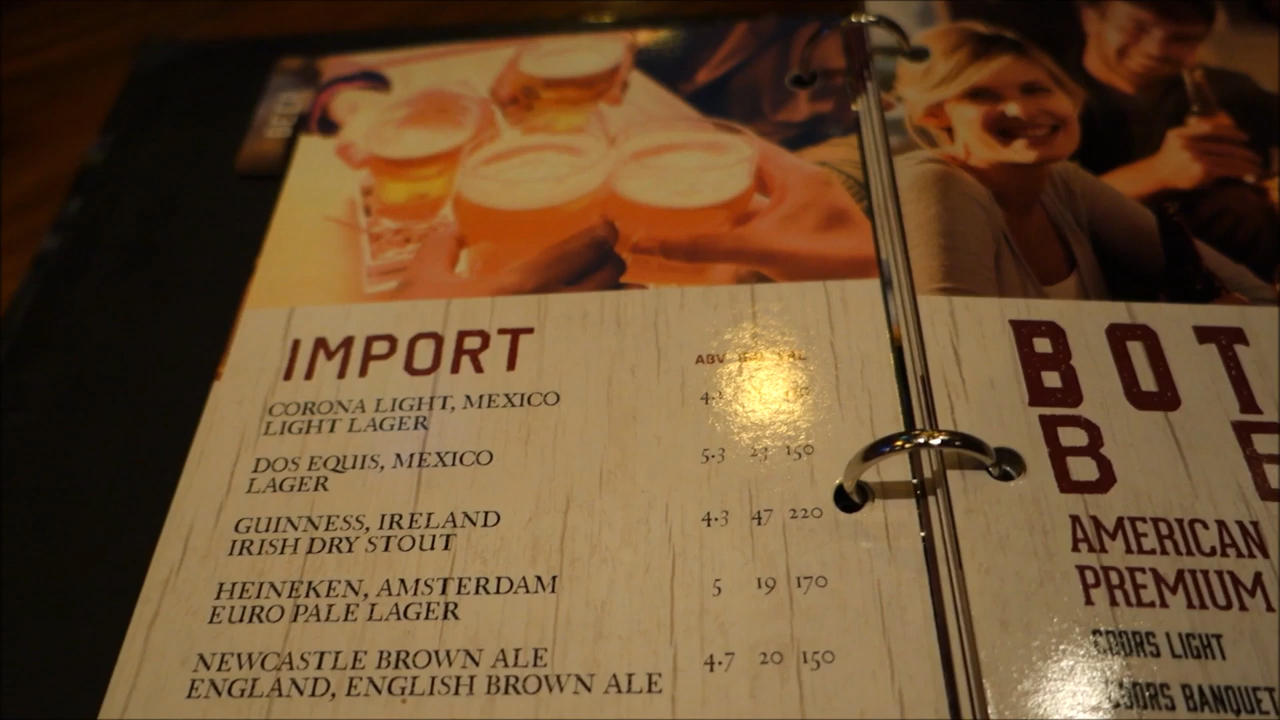 IMPORT
ABV
CORONA LIGHT, MEXICO
LIGHT LAGER
DOS EQUIS, MEXICO 5.3 23 150
LAGER
GUINNESS, IRELAND 4.3 47 220
IRISH DRY STOUT
HEINEKEN, AMSTERDAM 5 19 170
EURO PALE LAGER
NEWCASTLE BROWN ALE 4.7 20 150
ENGLAND, ENGLISH BROWN ALE
BOT
B E
AMERICAN
PREMIUM
COORS LIGHT
COORS BANQUET